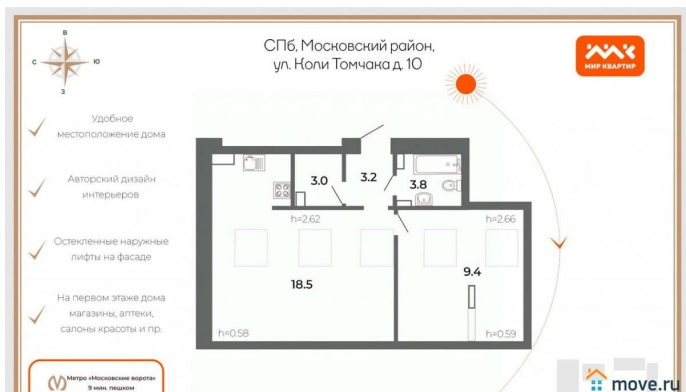 СПб, Московский район,
ул. Коли Томчака д. 10
МИР КВАРТИР
В
С
Ю
З
Удобное
местоположение дома
Авторский дизайн
интерьеров
Остекленные наружные
лифты на фасаде
На первом этаже дома
магазины, аптеки,
салоны красоты и пр.
Метро «Московские ворота»
9 мин. пешком
3.0
3.2
3.8
h=2.62
h=2.66
18.5
9.4
h=0.58
h=0.59
move.ru